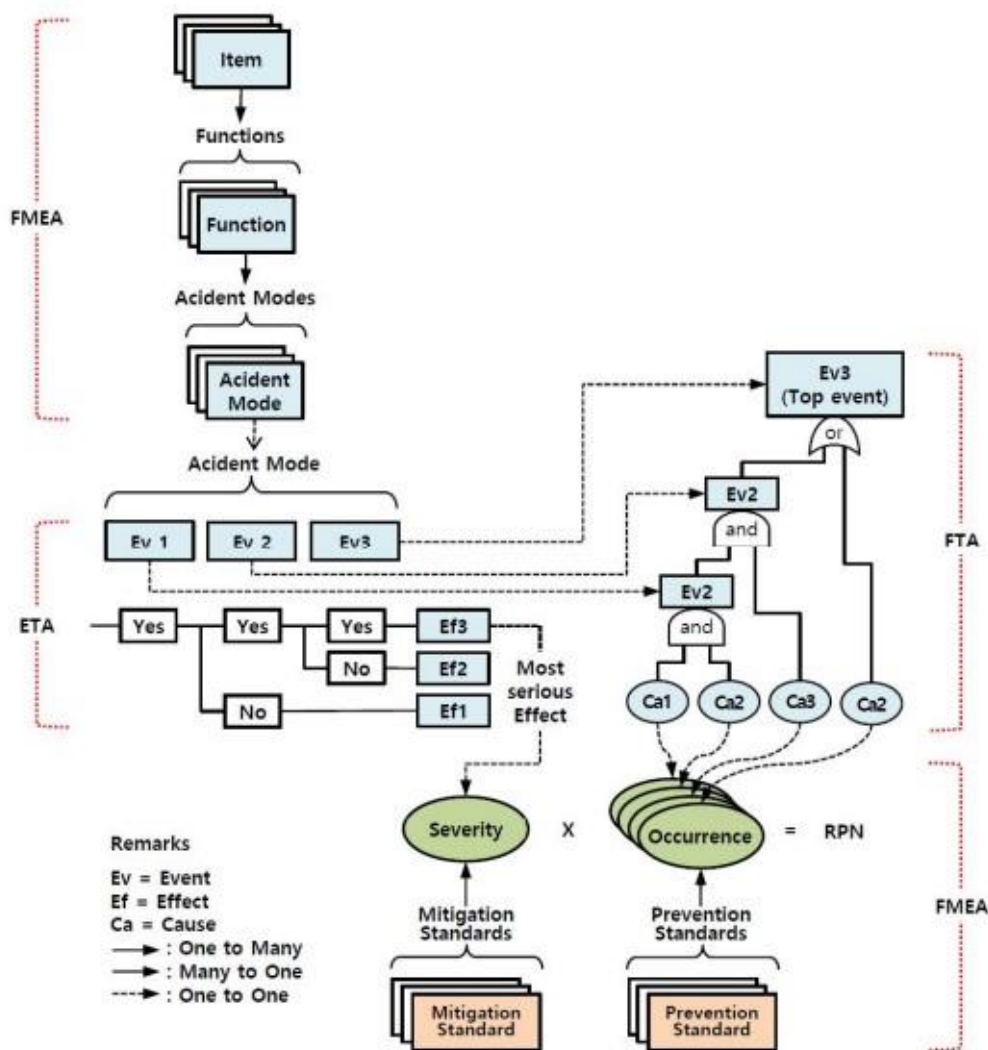 Item
Functions
Function
FMEA
Acident Modes
Acident
Mode
Acident Mode
Ev 1
Ev 2
Ev3
ETA
Yes
Yes
Yes
Ef3
No
Ef2
No
Ef1
Most
serious
Effect
Ev3
(Top event)
or
Ev2
and
Ev2
and
Ca1
Ca2
Ca3
Ca2
FTA
Severity
X
Occurrence
=
RPN
Mitigation
Standards
Prevention
Standards
Mitigation
Standard
Prevention
Standard
FMEA
Remarks
Ev = Event
Ef = Effect
Ca = Cause
: One to Many
: Many to One
: One to One